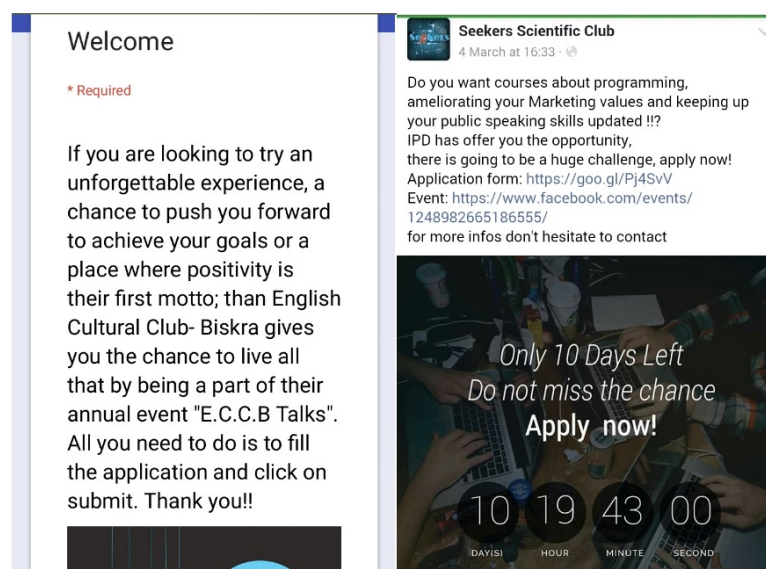 Welcome
* Required
If you are looking to try an
unforgettable experience, a
chance to push you forward
to achieve your goals or a
place where positivity is
their first motto; than English
Cultural Club- Biskra gives
you the chance to live all
that by being a part of their
annual event "E.C.C.B Talks".
All you need to do is to fill
the application and click on
submit. Thank you!!
Seekers
Seekers Scientific Club
4 March at 16:33 ·
Do you want courses about programming,
ameliorating your Marketing values and keeping up
your public speaking skills updated !!?
IPD has offer you the opportunity,
there is going to be a huge challenge, apply now!
Application form: https://goo.gl/Pj4SvV
Event: https://www.facebook.com/events/
1248982665186555/
for more infos don't hesitate to contact
Only 10 Days Left
Do not miss the chance
Apply now!
10 19 43 00
DAY(S) HOUR MINUTE SECOND